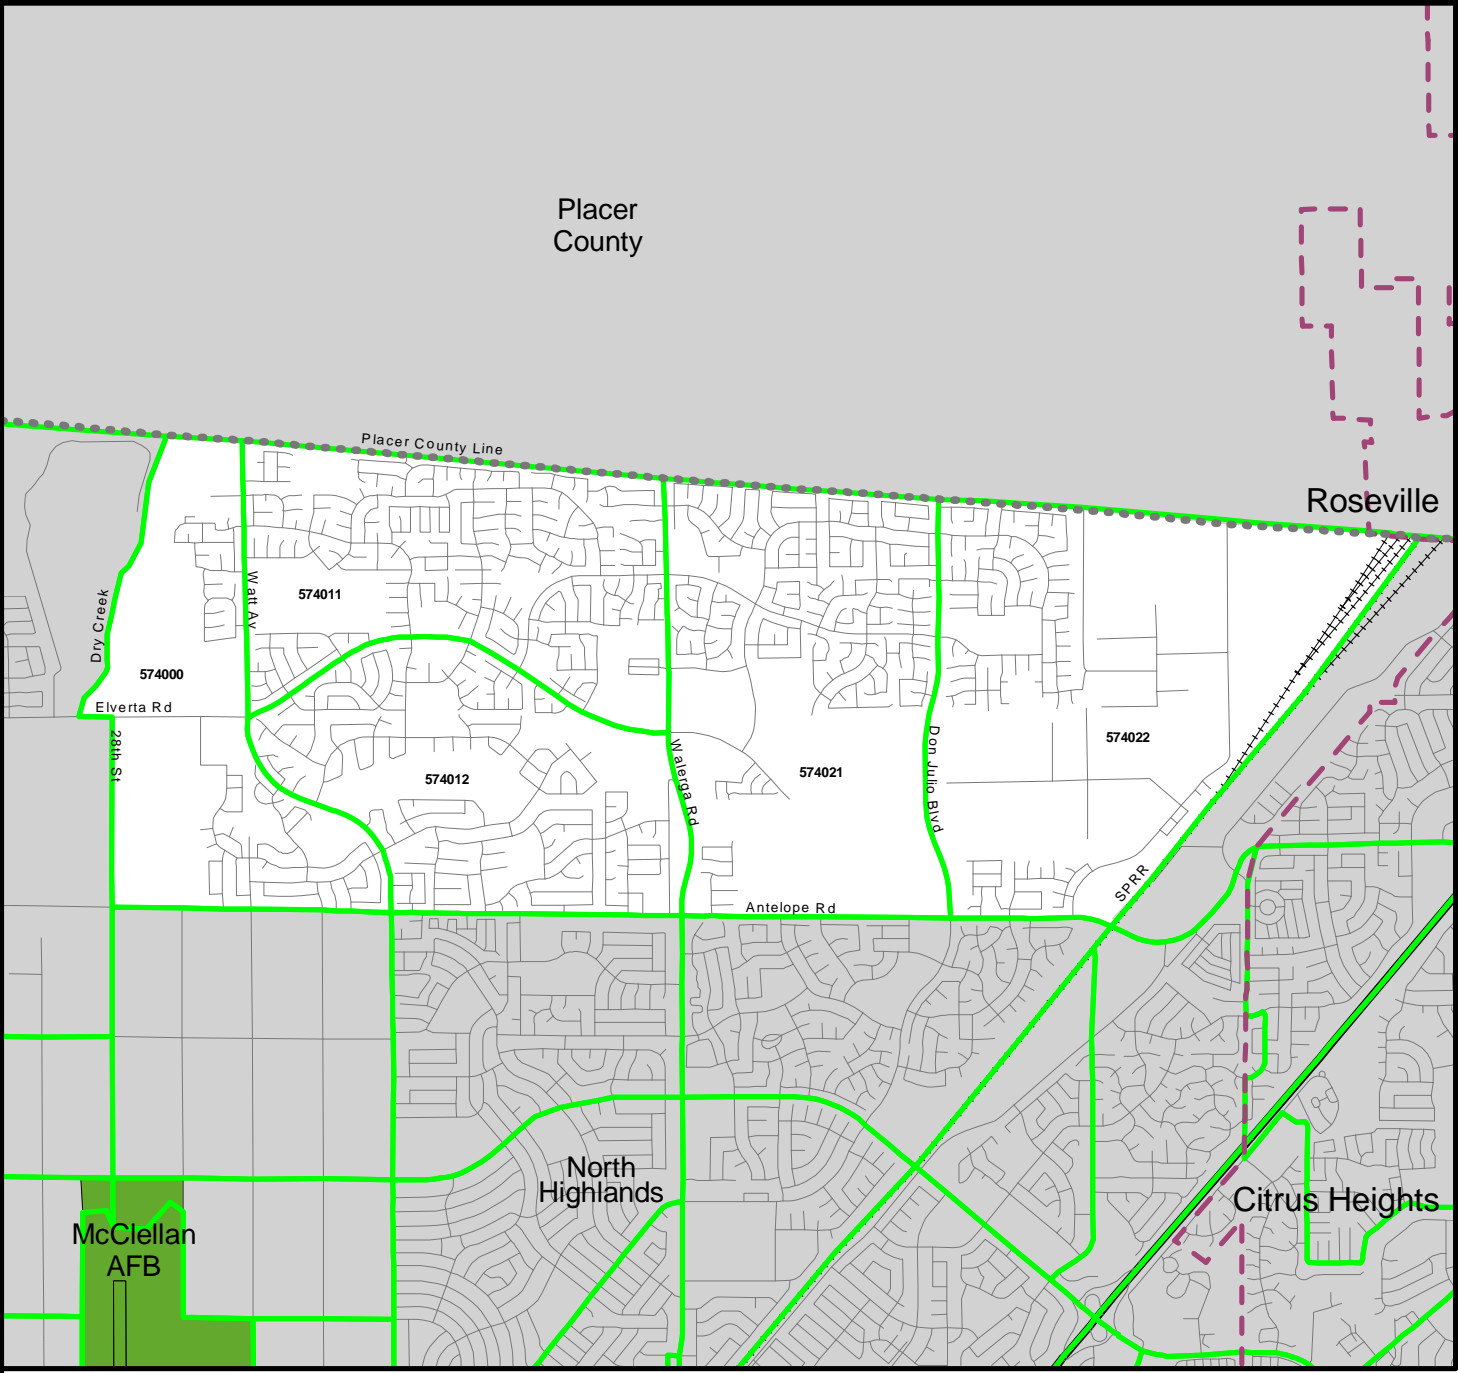 Placer
County
Placer County Line
Roseville
Watt Av
574011
Dry Creek
574000
Elverta Rd
28th St
574012
Walerga Rd
574021
Don Julio Blvd
574022
SPRR
Antelope Rd
North
Highlands
McClellan
AFB
Citrus Heights